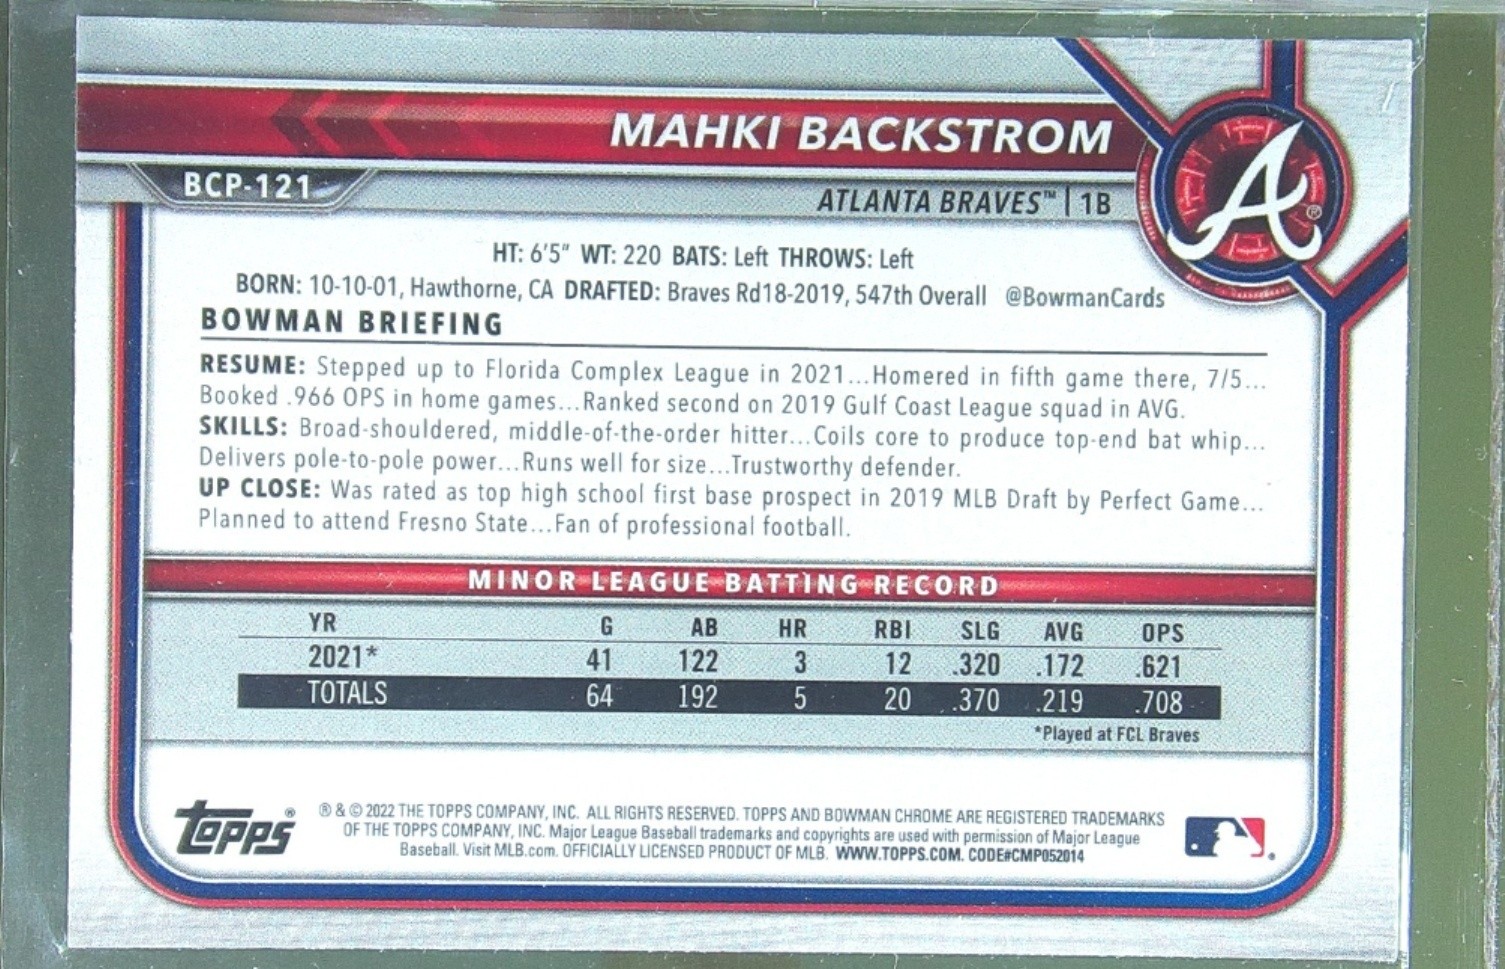 MAHKI BACKSTROM
BCP-121
ATLANTA BRAVES™ | 1B
A®
HT: 6'5" WT: 220 BATS: Left THROWS: Left
BORN: 10-10-01, Hawthorne, CA DRAFTED: Braves Rd18-2019, 547th Overall @BowmanCards
BOWMAN BRIEFING
RESUME: Stepped up to Florida Complex League in 2021...Homered in fifth game there, 7/5...
Booked .966 OPS in home games...Ranked second on 2019 Gulf Coast League squad in AVG.
SKILLS: Broad-shouldered, middle-of-the-order hitter...Coils core to produce top-end bat whip...
Delivers pole-to-pole power...Runs well for size...Trustworthy defender.
UP CLOSE: Was rated as top high school first base prospect in 2019 MLB Draft by Perfect Game...
Planned to attend Fresno State...Fan of professional football.
MINOR LEAGUE BATTING RECORD
YR G AB HR RBI SLG AVG OPS
2021* 41 122 3 12 .320 .172 .621
TOTALS 64 192 5 20 .370 .219 .708
*Played at FCL Braves
Topps®
® & © 2022 THE TOPPS COMPANY, INC. ALL RIGHTS RESERVED. TOPPS AND BOWMAN CHROME ARE REGISTERED TRADEMARKS
OF THE TOPPS COMPANY, INC. Major League Baseball trademarks and copyrights are used with permission of Major League
Baseball. Visit MLB.com. OFFICIALLY LICENSED PRODUCT OF MLB. WWW.TOPPS.COM. CODE#CMP052014